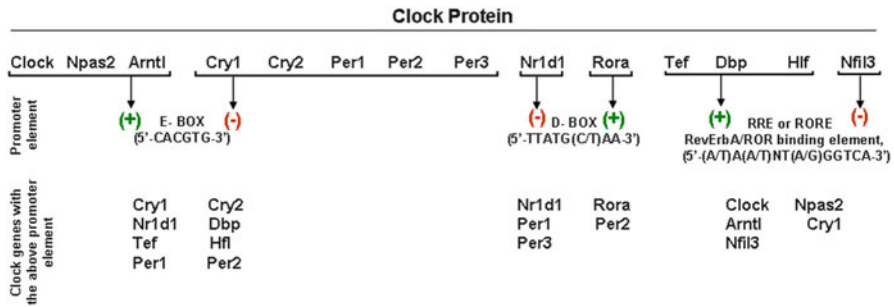 Clock Protein
Clock Npas2 Arntl Cry1 Cry2 Per1 Per2 Per3 Nr1d1 Rora Tef Dbp Hlf Nfil3
Promoter
element
(+) E- BOX (-)
(5'-CACGTG-3')
(-) D- BOX (+)
(5'-TTATG(C/T)AA-3')
(+) RRE or RORE (-)
RevErbA/ROR binding element,
(5'-(A/T)A(A/T)NT(A/G)GGTCA-3')
Clock genes with
the above promoter
element
Cry1 Cry2 Nr1d1 Rora Clock Npas2
Nr1d1 Dbp Per1 Per2 Arntl Cry1
Tef Hfl Per3 Nfil3
Per1 Per2